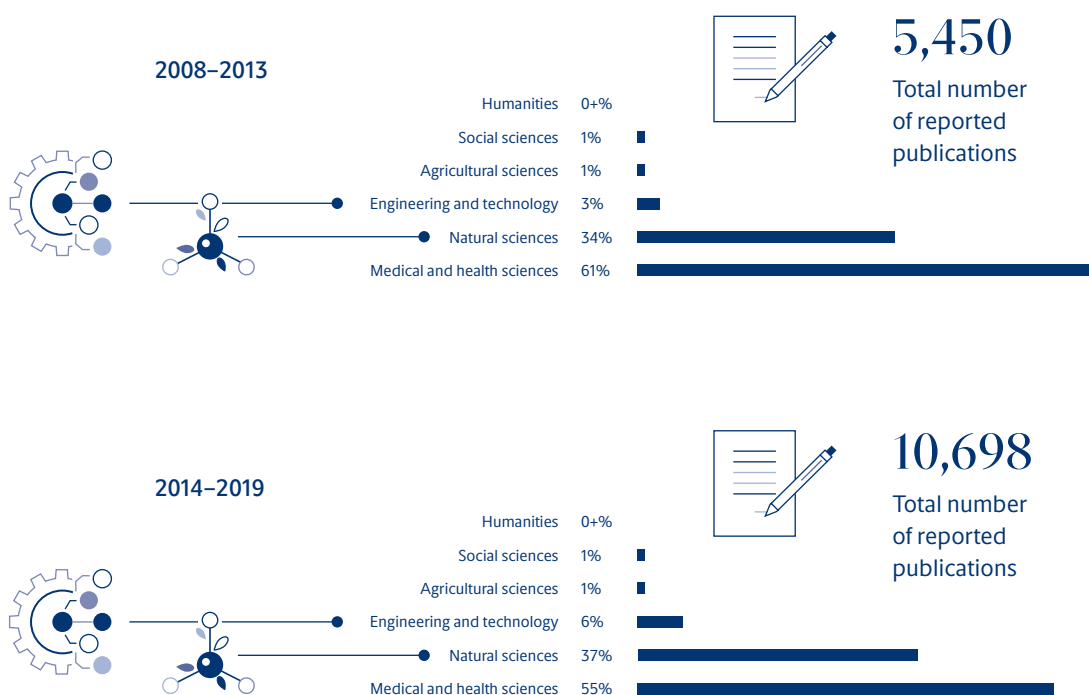 2008–2013
5,450
Total number
of reported
publications
Humanities 0+%
Social sciences 1%
Agricultural sciences 1%
Engineering and technology 3%
Natural sciences 34%
Medical and health sciences 61%
2014–2019
10,698
Total number
of reported
publications
Humanities 0+%
Social sciences 1%
Agricultural sciences 1%
Engineering and technology 6%
Natural sciences 37%
Medical and health sciences 55%